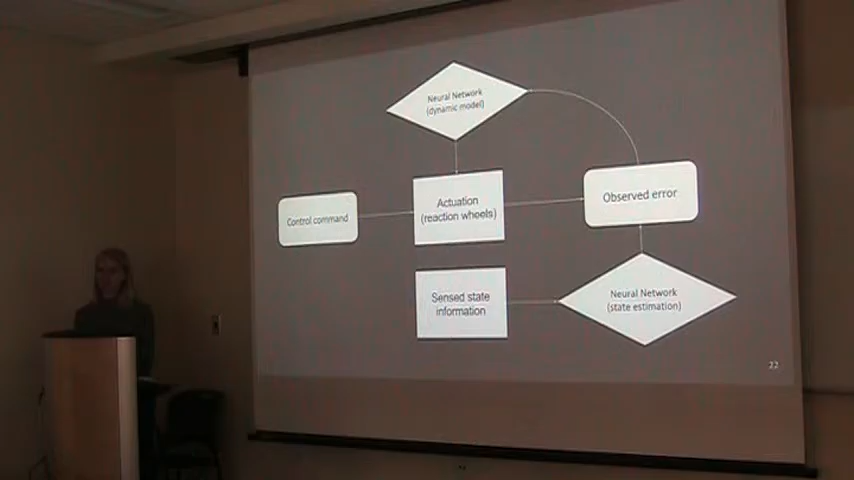 Neural Network
(dynamic model)
Control command
Actuation
(reaction wheels)
Observed error
Sensed state
information
Neural Network
(state estimation)
22